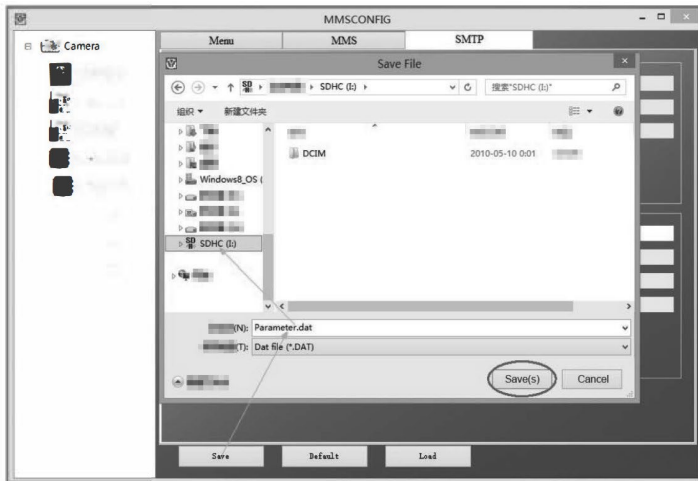 MMSCONFIG
Camera
Menu MMS SMTP
Save File
SDHC (I:)
搜索"SDHC (I:)"
组织 新建文件夹
DCIM 2010-05-10 0:01
Windows8_OS (
SDHC (I:)
(N): Parameter.dat
(T): Dat file (*.DAT)
Save(s) Cancel
Save Default Load